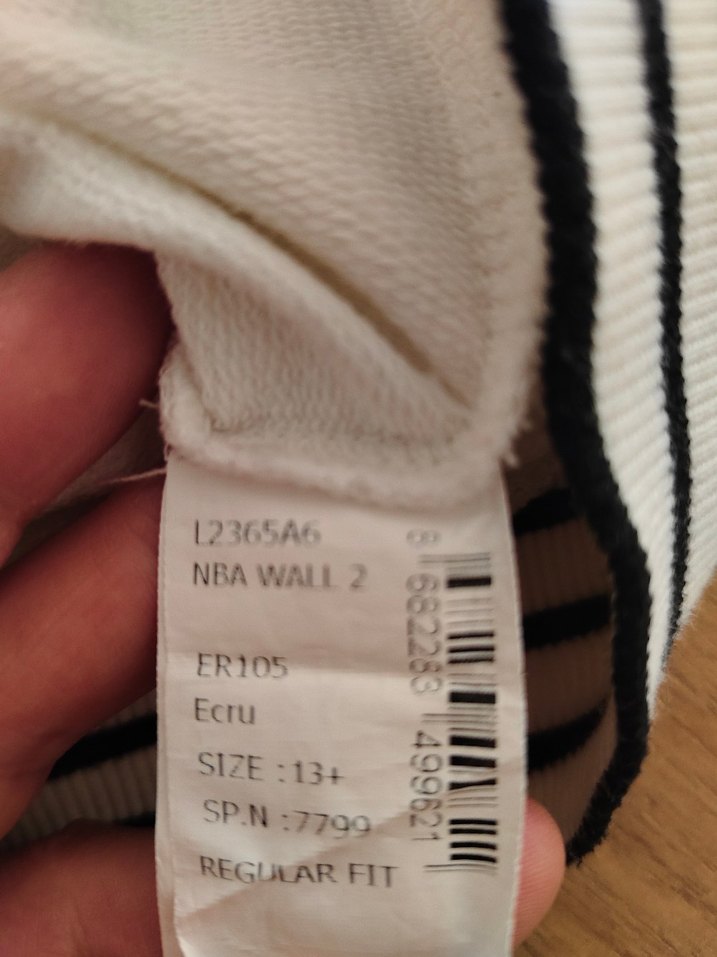 L2365A6
NBA WALL 2
ER105
Ecru
SIZE :13+
SP.N :7799
REGULAR FIT
8 682283 499621